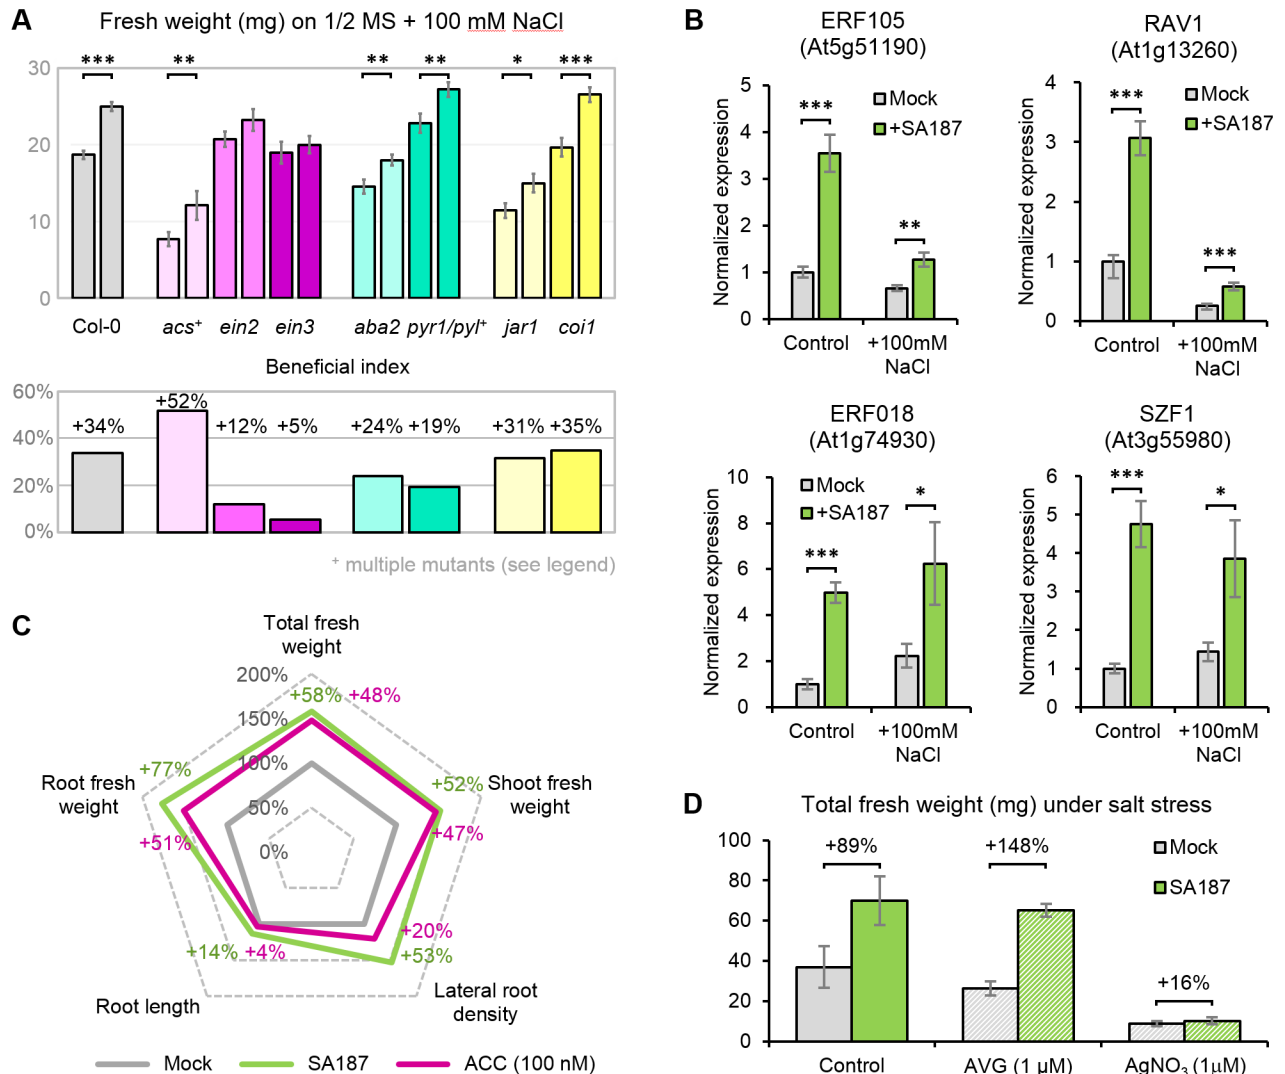 A
Fresh weight (mg) on 1/2 MS + 100 mM NaCl
*** ** ** ** * ***
30
20
10
0
Col-0 acs+ ein2 ein3 aba2 pyr1/pyl+ jar1 coi1
Beneficial index
60%
40%
20%
0%
+34% +52% +12% +5% +24% +19% +31% +35%
+ multiple mutants (see legend)
B
ERF105
(At5g51190)
Normalized expression
5
4
3
2
1
0
Mock
+SA187
***
**
Control +100mM
NaCl
RAV1
(At1g13260)
Normalized expression
4
3
2
1
0
Mock
+SA187
***
***
Control +100mM
NaCl
ERF018
(At1g74930)
Normalized expression
10
8
6
4
2
0
Mock
+SA187
***
*
Control +100mM
NaCl
SZF1
(At3g55980)
Normalized expression
6
5
4
3
2
1
0
***
*
Control +100mM
NaCl
C
Total fresh
weight
200%
150%
100%
50%
0%
+58% +48%
Shoot fresh
weight
+52%
+47%
Lateral root
density
+20%
+53%
Root length
+14% +4%
Root fresh
weight
+77%
+51%
Mock SA187 ACC (100 nM)
D
Total fresh weight (mg) under salt stress
100
80
60
40
20
0
+89% +148% +16%
Mock
SA187
Control AVG (1 µM) AgNO3 (1µM)